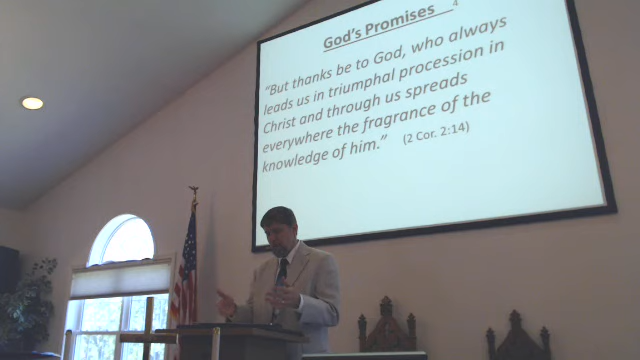 God's Promises 4
"But thanks be to God, who always
leads us in triumphal procession in
Christ and through us spreads
everywhere the fragrance of the
knowledge of him." (2 Cor. 2:14)